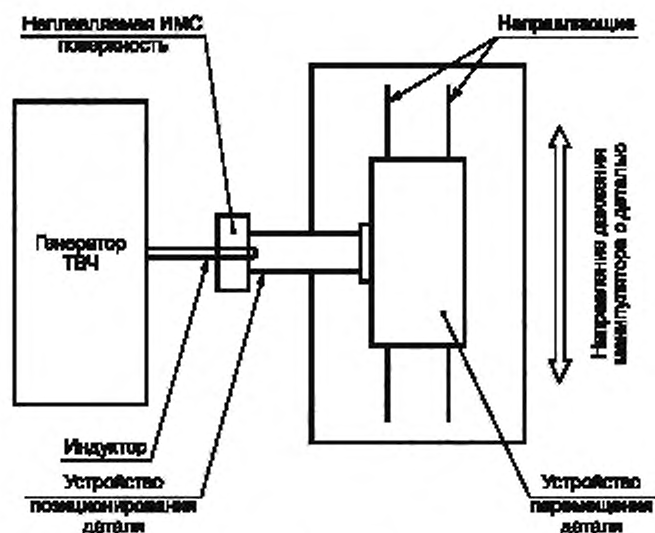 Наплавляемая ИМС
поверхность
Направляющие
Генератор
ТВЧ
Направление движения
манипулятора с деталью
Индуктор
Устройство
позиционирования
детали
Устройство
перемещения
детали